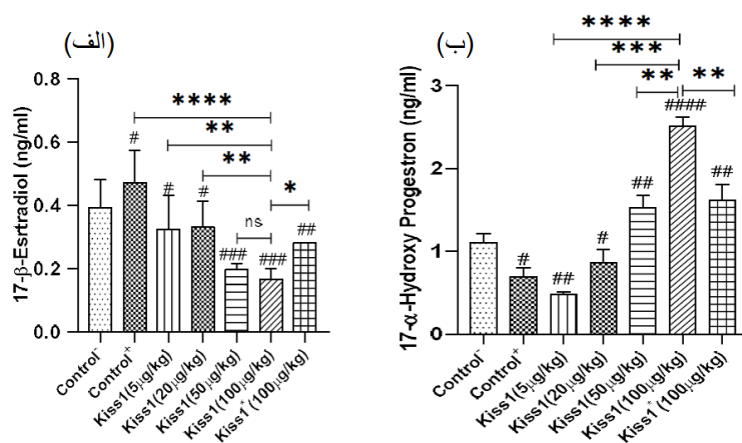 (الف)
17-β-Esrtradiol (ng/ml)
0.8
0.6
0.4
0.2
0.0
****
**
**
*
ns
#
#
#
###
###
##
Control-
Control+
Kiss1(5μg/kg)
Kiss1(20μg/kg)
Kiss1(50μg/kg)
Kiss1(100μg/kg)
Kiss1*(100μg/kg)
(ب)
17-α-Hydroxy Progestron (ng/ml)
3
2
1
0
****
***
**
**
#
##
#
##
####
##
Control-
Control+
Kiss1(5μg/kg)
Kiss1(20μg/kg)
Kiss1(50μg/kg)
Kiss1(100μg/kg)
Kiss1*(100μg/kg)